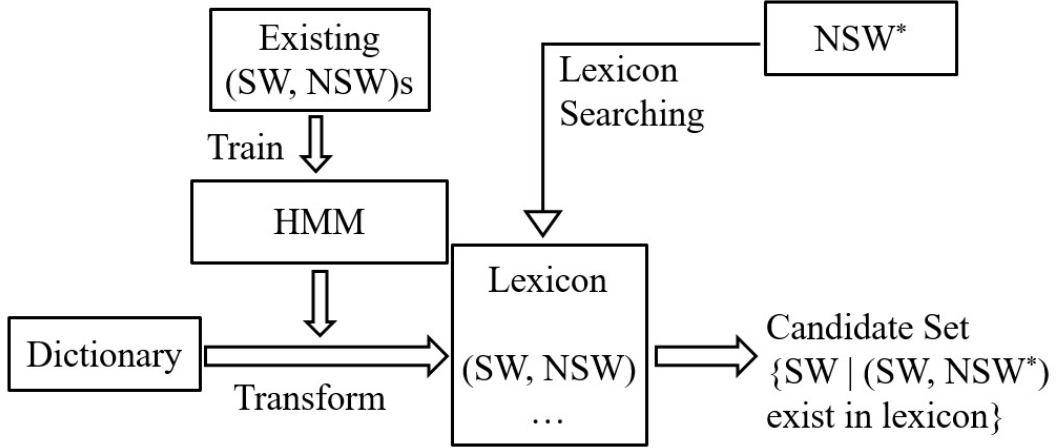 Existing
(SW, NSW)s
NSW*
Lexicon
Searching
Train
HMM
Lexicon
(SW, NSW)
…
Dictionary
Transform
Candidate Set
{SW | (SW, NSW*)
exist in lexicon}